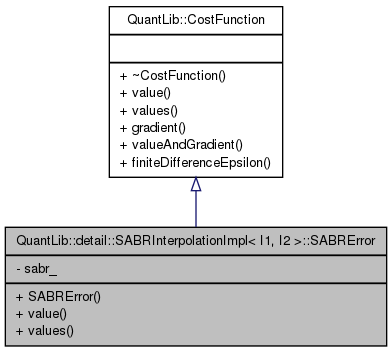 QuantLib::CostFunction
+ ~CostFunction()
+ value()
+ values()
+ gradient()
+ valueAndGradient()
+ finiteDifferenceEpsilon()
QuantLib::detail::SABRInterpolationImpl< I1, I2 >::SABRError
- sabr_
+ SABRError()
+ value()
+ values()